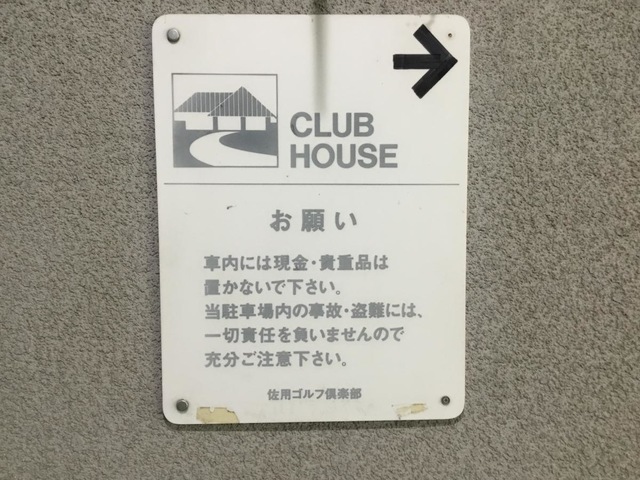 CLUB
HOUSE
お願い
車内には現金・貴重品は
置かないで下さい。
当駐車場内の事故・盗難には、
一切責任を負いませんので
充分ご注意下さい。
佐用ゴルフ倶楽部